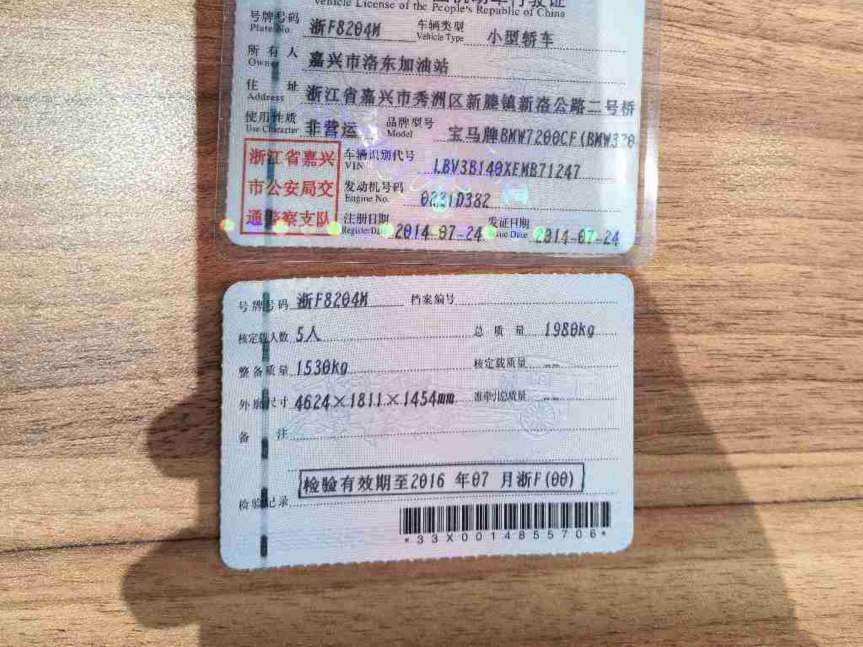 Vehicle License of the People's Republic of China
号牌号码 浙F8204M 车辆类型 小型轿车
Plate No. Vehicle Type
所有人 嘉兴市洛东加油站
Owner
住址 浙江省嘉兴市秀洲区新塍镇新洛公路二号桥
Address
使用性质 非营运 品牌型号 宝马牌BMW7200CF(BMW320
Use Character Model
浙江省嘉兴
市公安局交
通警察支队
车辆识别代号 LBV3B140XEMB71247
VIN
发动机号码 0231D382
Engine No.
注册日期 2014-07-24 发证日期 2014-07-24
Register Date Issue Date
号牌号码 浙F8204M 档案编号
核定载人数 5人 总质量 1980kg
整备质量 1530kg 核定载质量 --
外廓尺寸 4624×1811×1454mm 准牵引总质量 --
备注
检验有效期至2016 年07 月浙F(00)
检验记录
*33X0014855706*